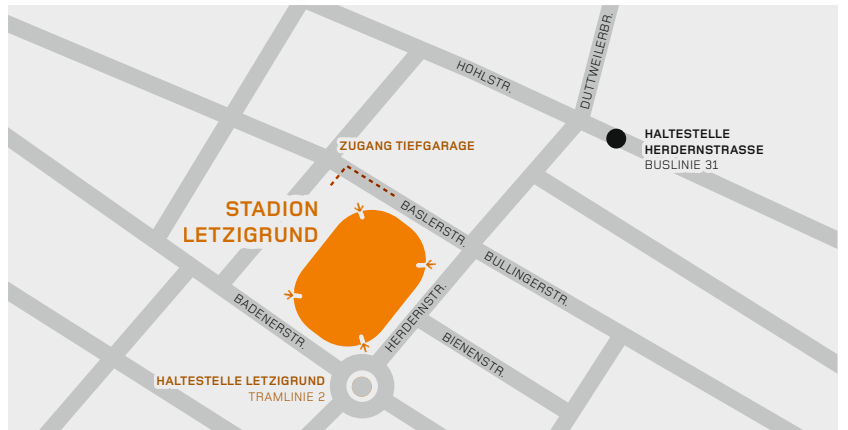 HOHLSTR.
DUTTWEILERBR.
HALTESTELLE
HERDERNSTRASSE
BUSLINIE 31
ZUGANG TIEFGARAGE
STADION
LETZIGRUND
BASLERSTR.
BULLINGERSTR.
BADENERSTR.
HERDERNSTR.
BIENENSTR.
HALTESTELLE LETZIGRUND
TRAMLINIE 2